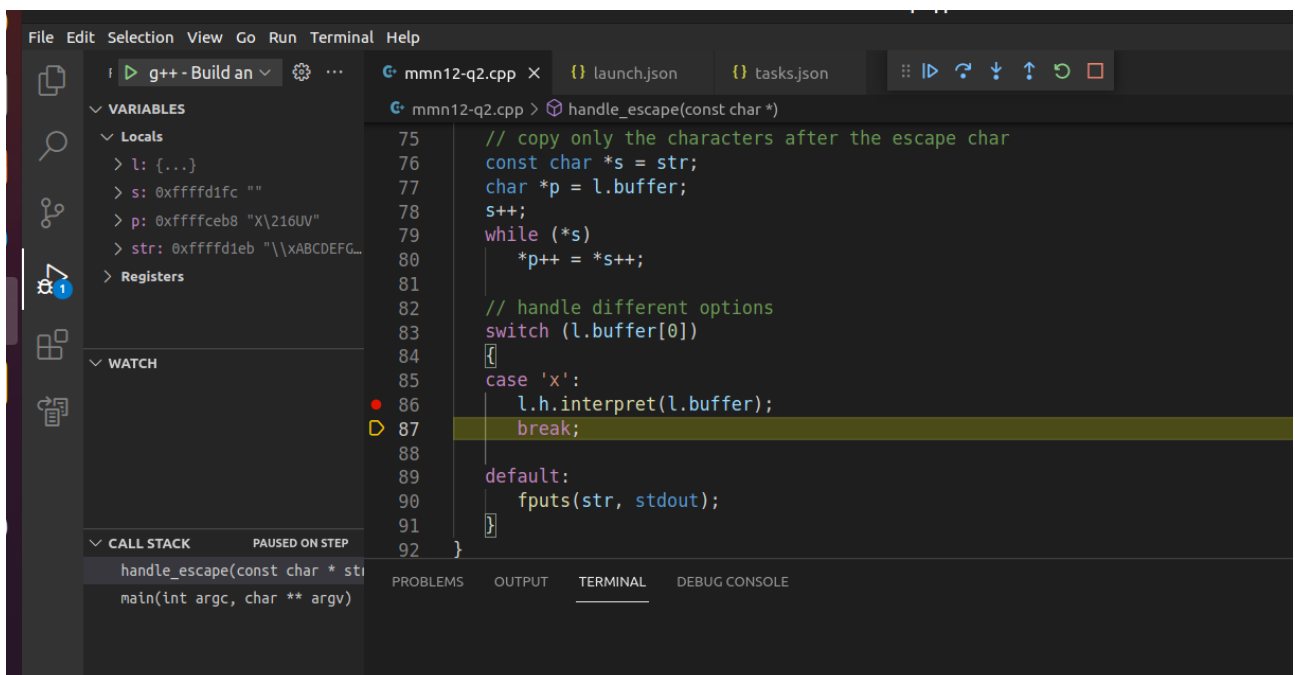 File Edit Selection View Go Run Terminal Help
g++ - Build an
mmn12-q2.cpp
{} launch.json
{} tasks.json
VARIABLES
Locals
l: {...}
s: 0xffffd1fc ""
p: 0xffffceb8 "X\216UV"
str: 0xffffd1eb "\\xABCDEFG…
Registers
WATCH
CALL STACK PAUSED ON STEP
handle_escape(const char * st
main(int argc, char ** argv)
1
mmn12-q2.cpp > handle_escape(const char *)
75 // copy only the characters after the escape char
76 const char *s = str;
77 char *p = l.buffer;
78 s++;
79 while (*s)
80 *p++ = *s++;
81
82 // handle different options
83 switch (l.buffer[0])
84 {
85 case 'x':
86 l.h.interpret(l.buffer);
87 break;
88
89 default:
90 fputs(str, stdout);
91 }
92 }
PROBLEMS OUTPUT TERMINAL DEBUG CONSOLE